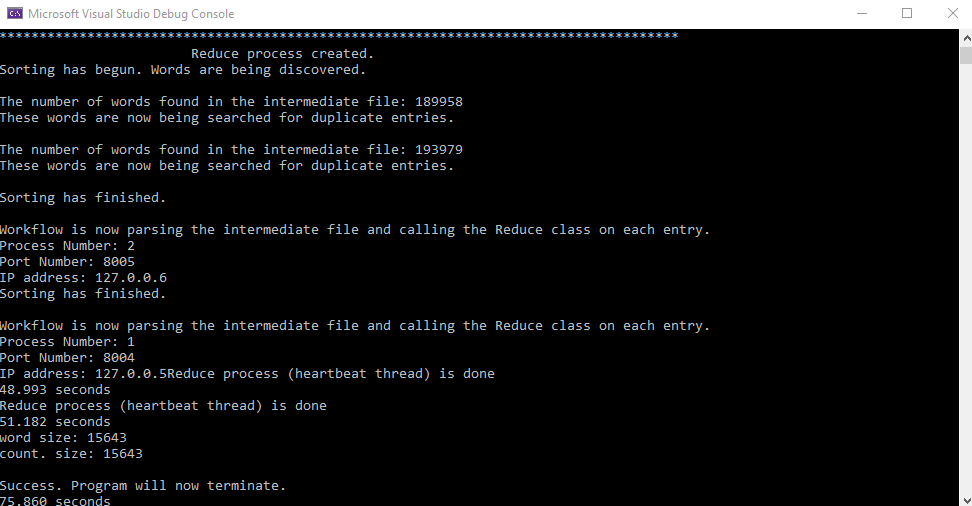 Microsoft Visual Studio Debug Console
*************************************************************************************
Reduce process created.
Sorting has begun. Words are being discovered.
The number of words found in the intermediate file: 189958
These words are now being searched for duplicate entries.
The number of words found in the intermediate file: 193979
These words are now being searched for duplicate entries.
Sorting has finished.
Workflow is now parsing the intermediate file and calling the Reduce class on each entry.
Process Number: 2
Port Number: 8005
IP address: 127.0.0.6
Sorting has finished.
Workflow is now parsing the intermediate file and calling the Reduce class on each entry.
Process Number: 1
Port Number: 8004
IP address: 127.0.0.5Reduce process (heartbeat thread) is done
48.993 seconds
Reduce process (heartbeat thread) is done
51.182 seconds
word size: 15643
count. size: 15643
Success. Program will now terminate.
75.860 seconds